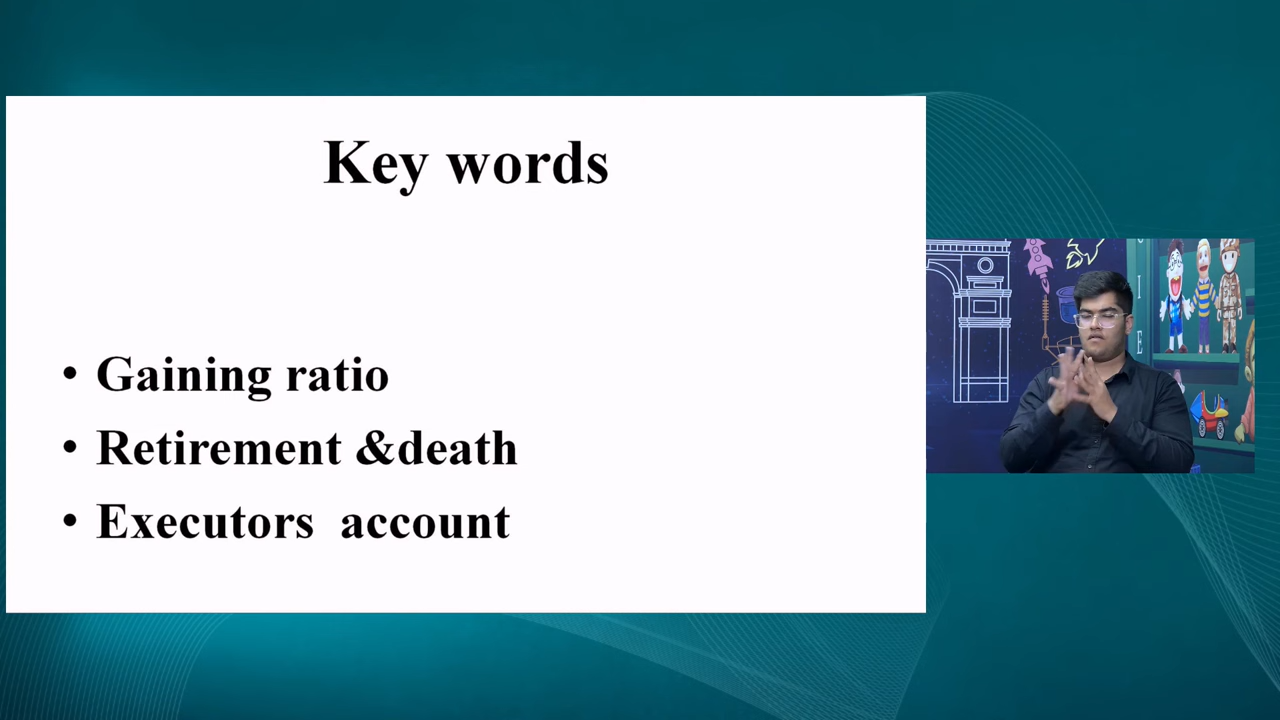 Key words
• Gaining ratio
• Retirement &death
• Executors  account
I
E